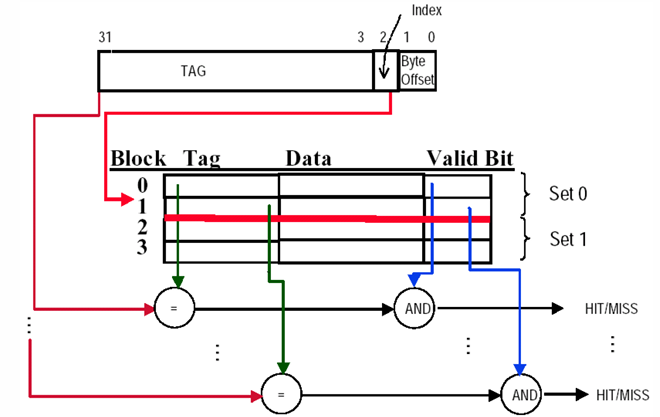 Index
31 3 2 1 0
TAG
Byte
Offset
Block Tag Data Valid Bit
0
1
2
3
Set 0
Set 1
= AND HIT/MISS
⋮ ⋮ ⋮ ⋮
= AND HIT/MISS